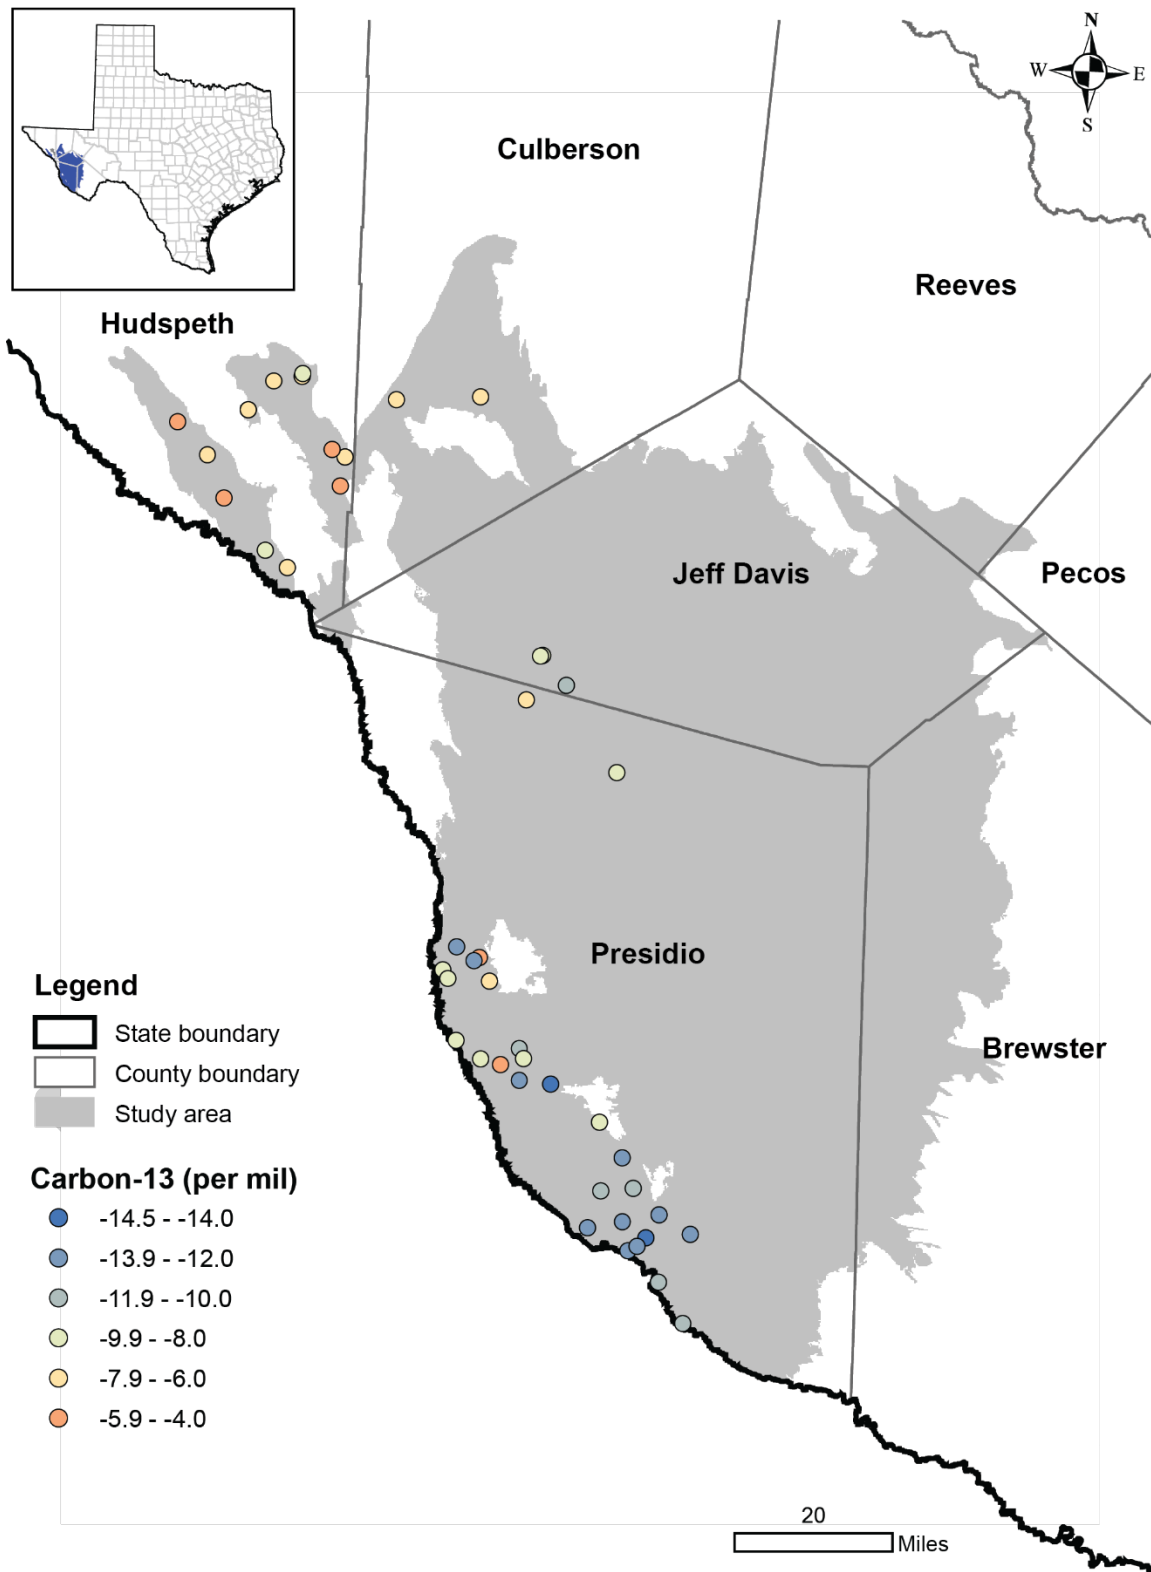 N
W
E
S
Culberson
Reeves
Hudspeth
Jeff Davis
Pecos
Presidio
Brewster
Legend
State boundary
County boundary
Study area
Carbon-13 (per mil)
-14.5 - -14.0
-13.9 - -12.0
-11.9 - -10.0
-9.9 - -8.0
-7.9 - -6.0
-5.9 - -4.0
20
Miles